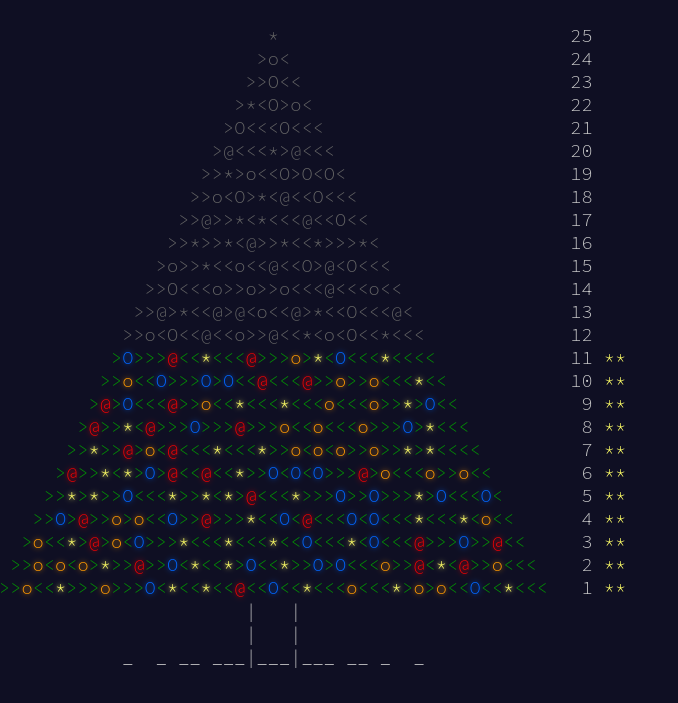 *  25
>o<  24
>>O<<  23
>*<O>o<  22
>O<<<O<<<  21
>@<<<*>@<<<  20
>>*>o<<O>O<O<  19
>>o<O>*<@<<O<<<  18
>>@>>*<*<<<@<<O<<  17
>>*>>*<@>>*<<*>>>*<  16
>o>>*<<o<<@<<O>@<O<<<  15
>>O<<<o>>o>>o<<<@<<<o<<  14
>>@>*<<@>@<o<<@>*<<O<<<@<  13
>>o<O<<@<<o>>@<<*<o<O<<*<<<  12
>O>>>@<<*<<<@>>>o>*<O<<<*<<<<  11 **
>>o<<O>>>O>O<<@<<<@>>o>>o<<<*<<  10 **
>@>O<<<@>>o<<*<<<*<<<o<<<o>>*>O<<  9 **
>@>>*>@>>>O>>>@>>>o<<o<<<o>>>O>*<<<  8 **
>>*>>@>o<@<<<*<<<*>>o<o<o>>o>>*>*<<<<  7 **
>@>>*>*>O>@<<@<<*>>O<O<O>>>@<o<<<o>>o<<  6 **
>>*>*>>O<<<*>>*>*>@<<<*>>>O>>O>>>*>O<<<O<  5 **
>>O>@>>o>o<<O>>@>>>*<<O<@<<<O<O<<<*<<<*<o<<  4 **
>o<<*>@>o>O>>>*<<<*<<<*<<O<<<*<O<<<@>>>O>>@<<  3 **
>>o<o>o>*>>@>>O<*<<*<O<<*>>O>O<<<o>>@<*<@>>o<<<  2 **
>>o<<*>>>o>>>O<*<<*<<@<<O<<*<<<o<<<*>o>o<<O<<*<<<  1 **
|   |
|   |
_  _ __ ___|___|___ __ _  _